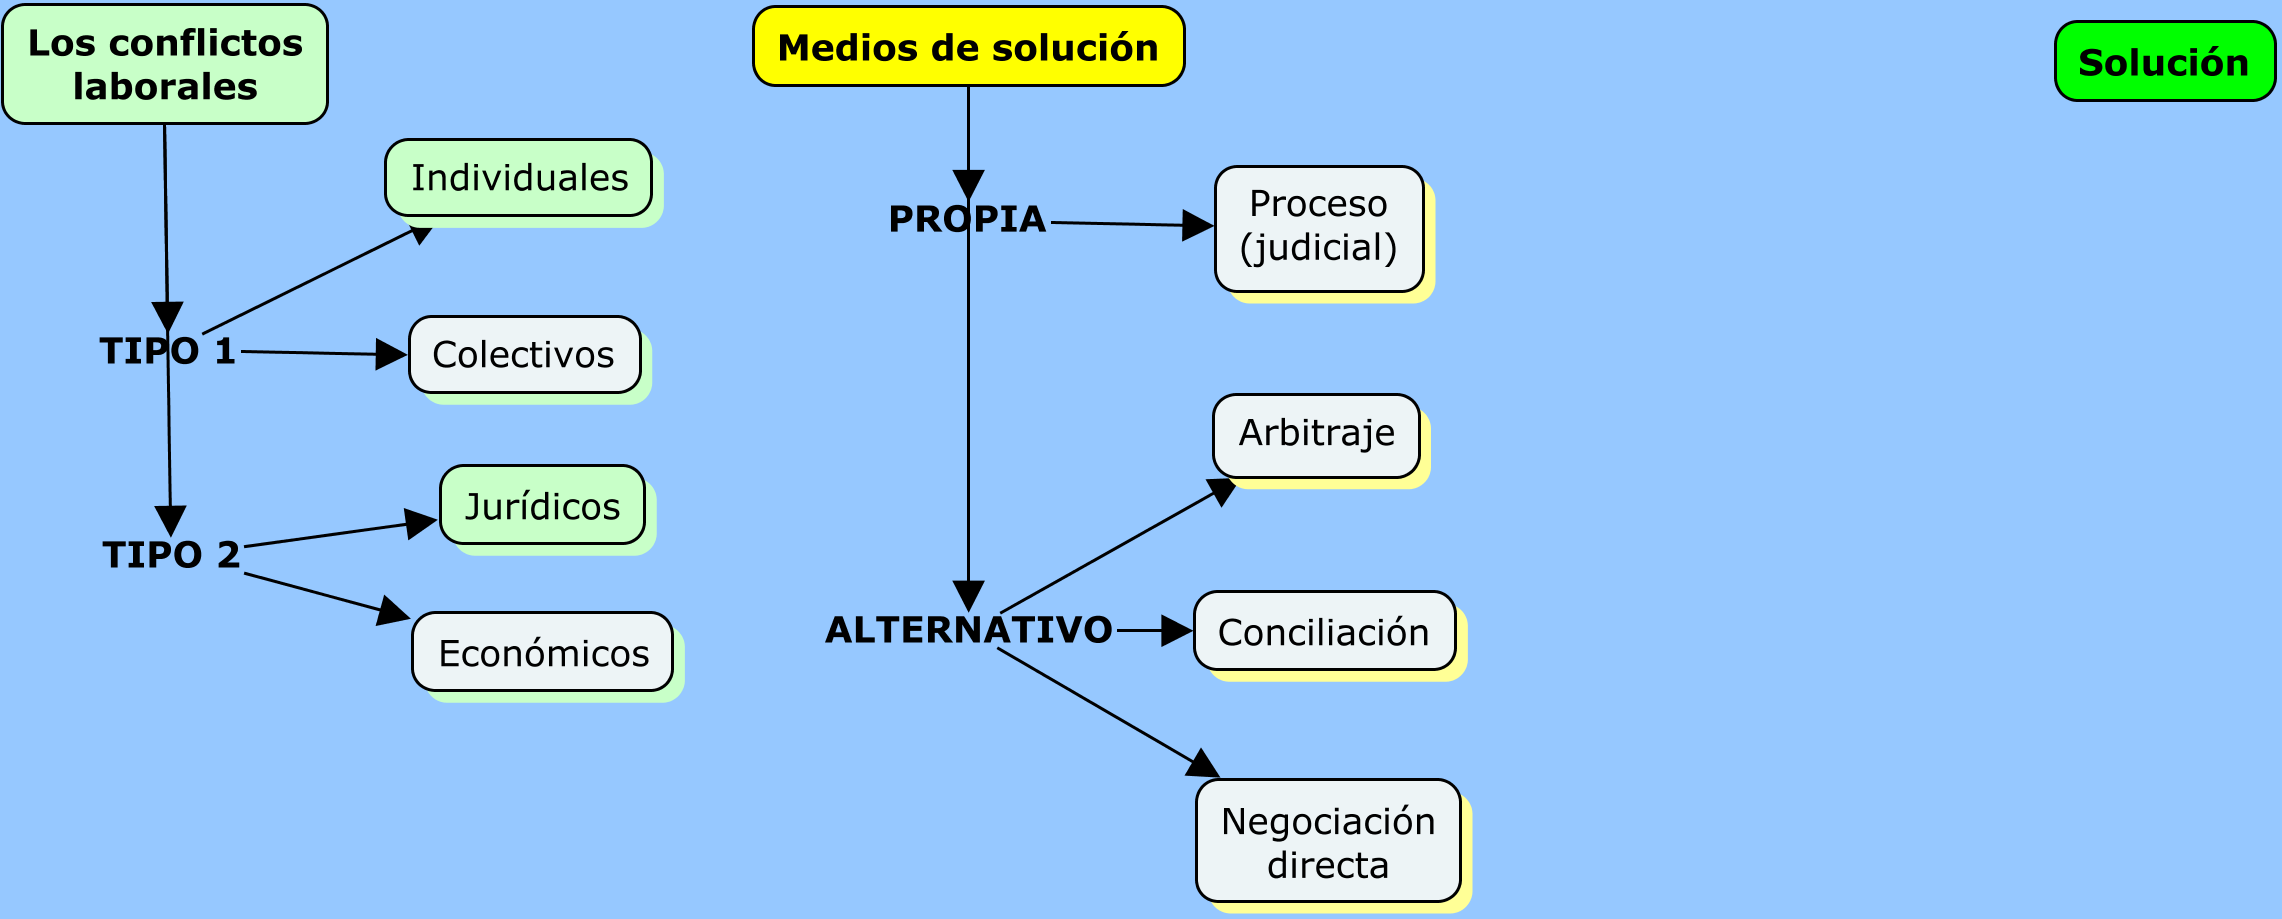 Los conflictos
laborales
Individuales
TIPO 1
Colectivos
TIPO 2
Jurídicos
Económicos
Medios de solución
PROPIA
Proceso
(judicial)
ALTERNATIVO
Arbitraje
Conciliación
Negociación
directa
Solución